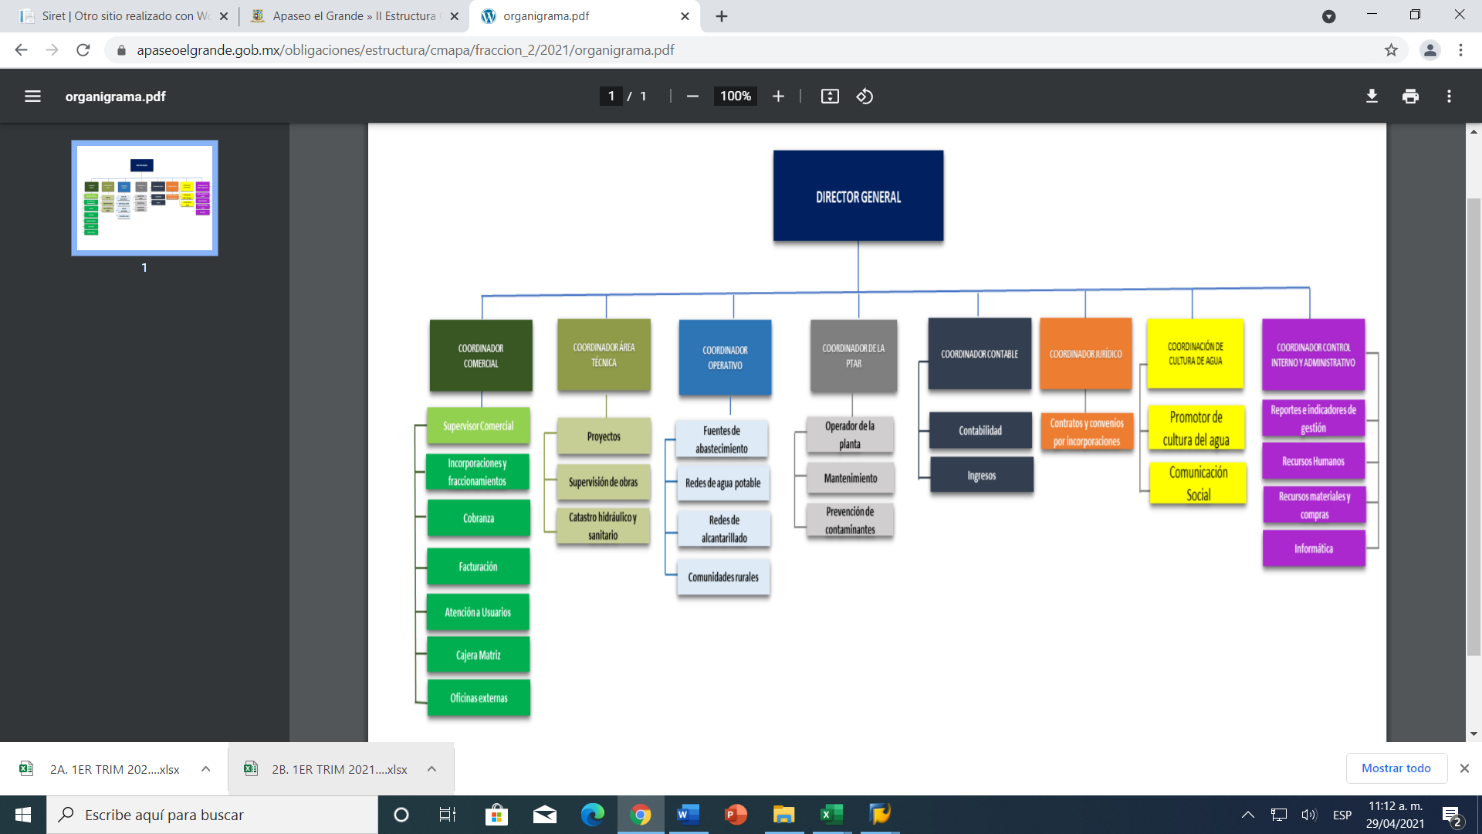 Siret | Otro sitio realizado con Wo
Apaseo el Grande » II Estructura
organigrama.pdf
apaseoelgrande.gob.mx/obligaciones/estructura/cmapa/fraccion_2/2021/organigrama.pdf
organigrama.pdf
1 / 1
100%
1
DIRECTOR GENERAL
COORDINADOR
COMERCIAL
Supervisor Comercial
Incorporaciones y
fraccionamientos
Cobranza
Facturación
Atención a Usuarios
Cajera Matriz
Oficinas externas
COORDINADOR ÁREA
TÉCNICA
Proyectos
Supervisión de obras
Catastro hidráulico y
sanitario
COORDINADOR
OPERATIVO
Fuentes de
abastecimiento
Redes de agua potable
Redes de
alcantarillado
Comunidades rurales
COORDINADOR DE LA
PTAR
Operador de la
planta
Mantenimiento
Prevención de
contaminantes
COORDINADOR CONTABLE
Contabilidad
Ingresos
COORDINADOR JURÍDICO
Contratos y convenios
por incorporaciones
COORDINACIÓN DE
CULTURA DE AGUA
Promotor de
cultura del agua
Comunicación
Social
COORDINADOR CONTROL
INTERNO Y ADMINISTRATIVO
Reportes e indicadores de
gestión
Recursos Humanos
Recursos materiales y
compras
Informática
2A. 1ER TRIM 202....xlsx
2B. 1ER TRIM 2021....xlsx
Mostrar todo
Escribe aquí para buscar
ESP
11:12 a. m.
29/04/2021
2